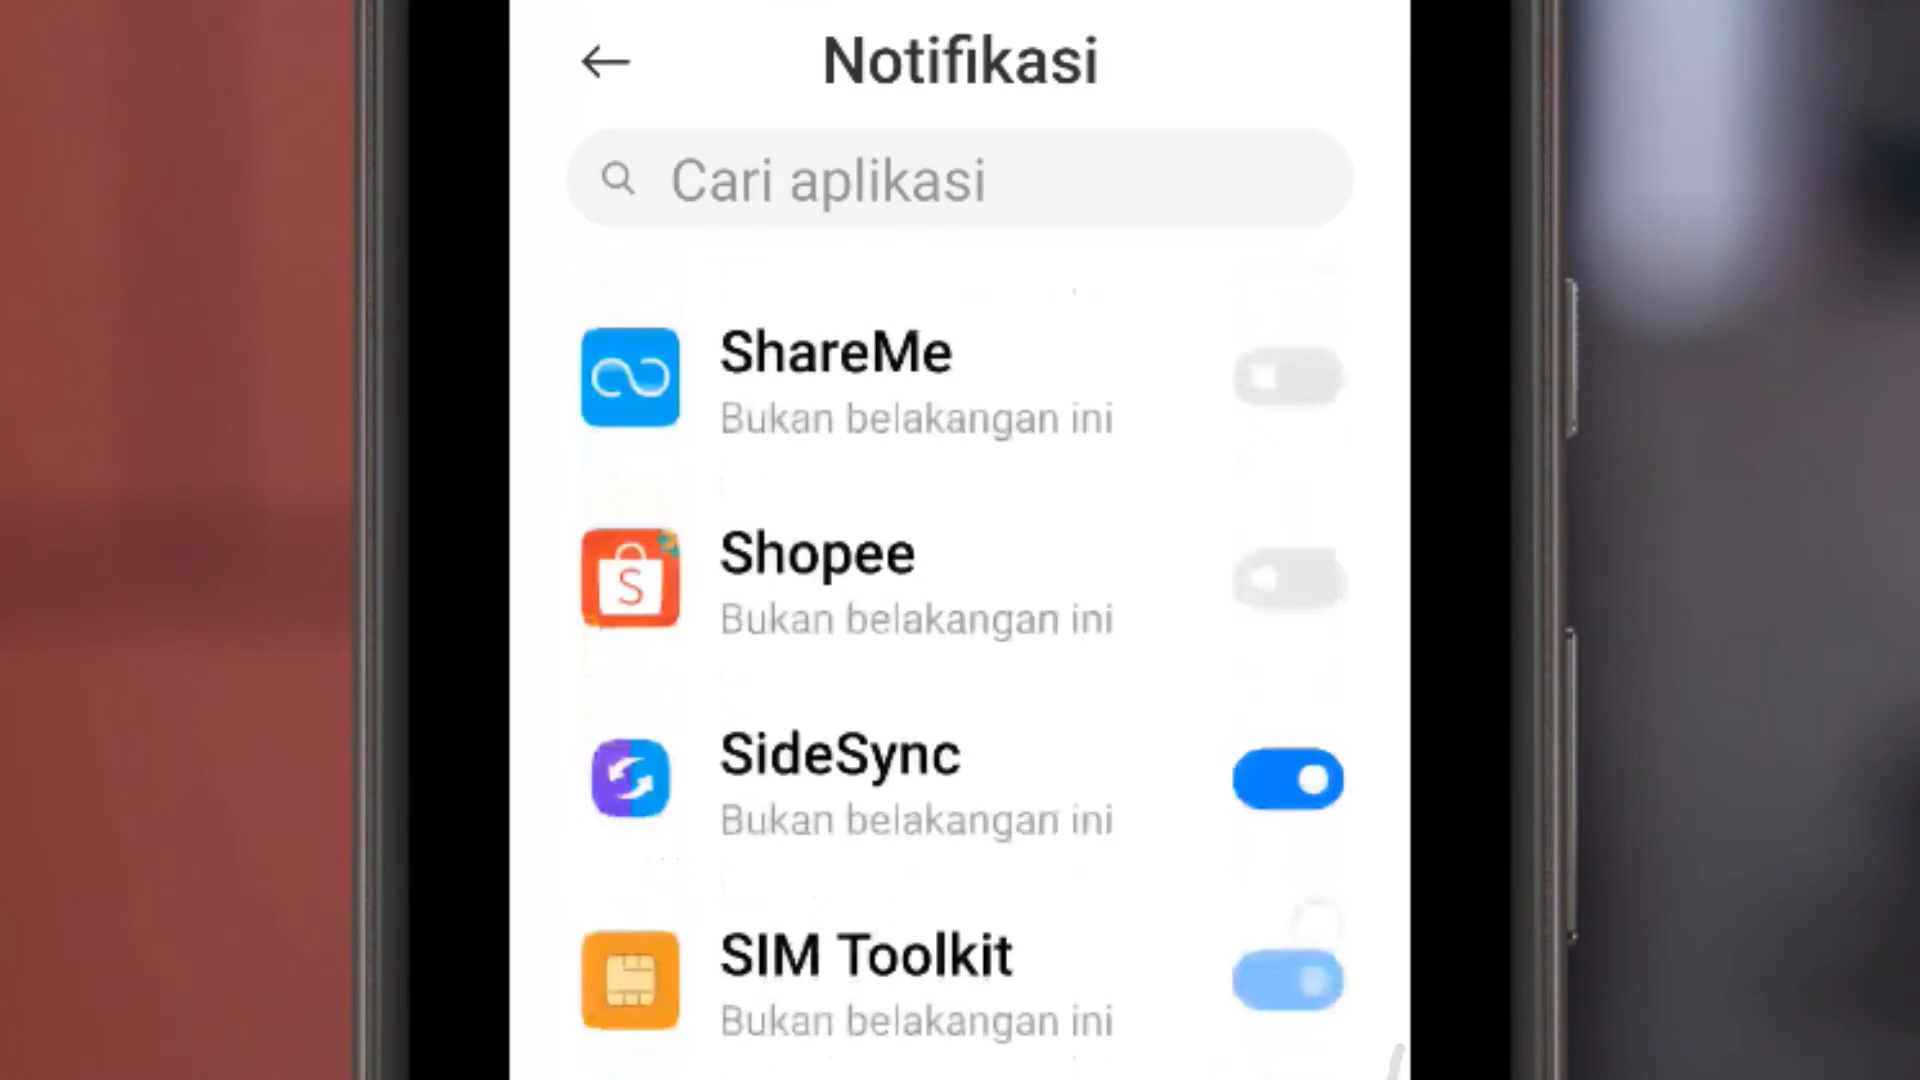 Notifikasi
Cari aplikasi
ShareMe
Bukan belakangan ini
Shopee
Bukan belakangan ini
S
SideSync
Bukan belakangan ini
SIM Toolkit
Bukan belakangan ini